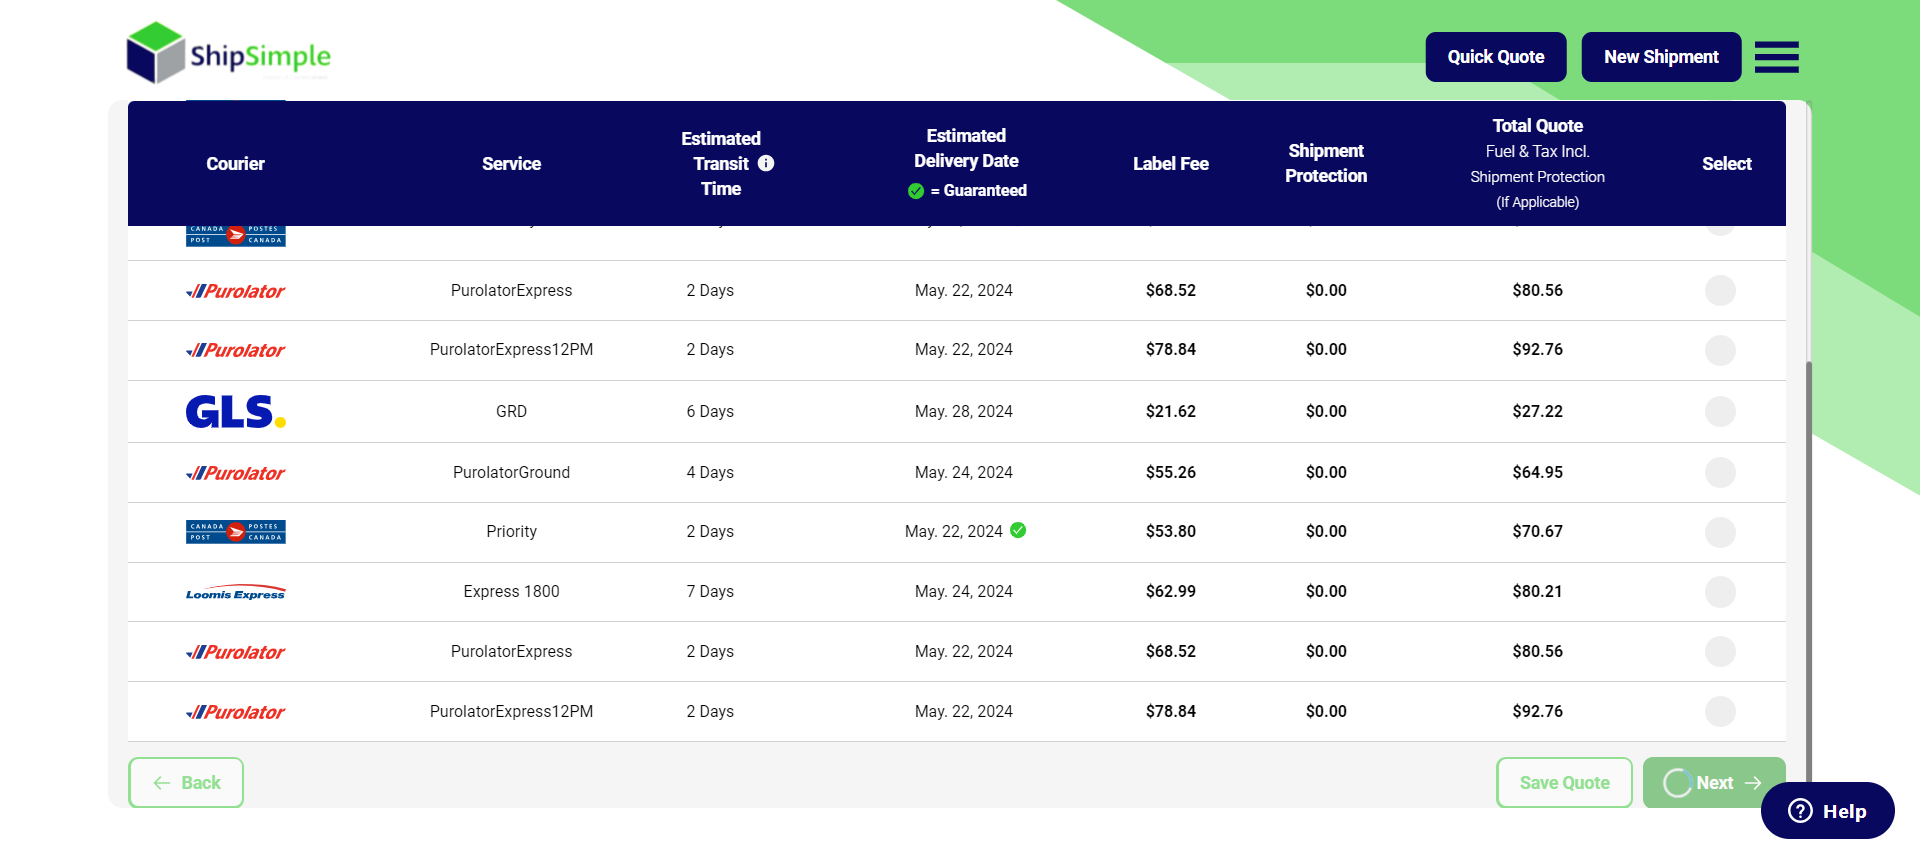 ShipSimple
Quick Quote
New Shipment
Courier
Service
Estimated
Transit
Time
Estimated
Delivery Date
= Guaranteed
Label Fee
Shipment
Protection
Total Quote
Fuel & Tax Incl.
Shipment Protection
(If Applicable)
Select
CANADA POSTES
POST CANADA
Purolator PurolatorExpress 2 Days May. 22, 2024 $68.52 $0.00 $80.56
Purolator PurolatorExpress12PM 2 Days May. 22, 2024 $78.84 $0.00 $92.76
GLS. GRD 6 Days May. 28, 2024 $21.62 $0.00 $27.22
Purolator PurolatorGround 4 Days May. 24, 2024 $55.26 $0.00 $64.95
CANADA POSTES
POST CANADA
Priority 2 Days May. 22, 2024 $53.80 $0.00 $70.67
Loomis Express Express 1800 7 Days May. 24, 2024 $62.99 $0.00 $80.21
Purolator PurolatorExpress 2 Days May. 22, 2024 $68.52 $0.00 $80.56
Purolator PurolatorExpress12PM 2 Days May. 22, 2024 $78.84 $0.00 $92.76
Back
Save Quote
Next
Help